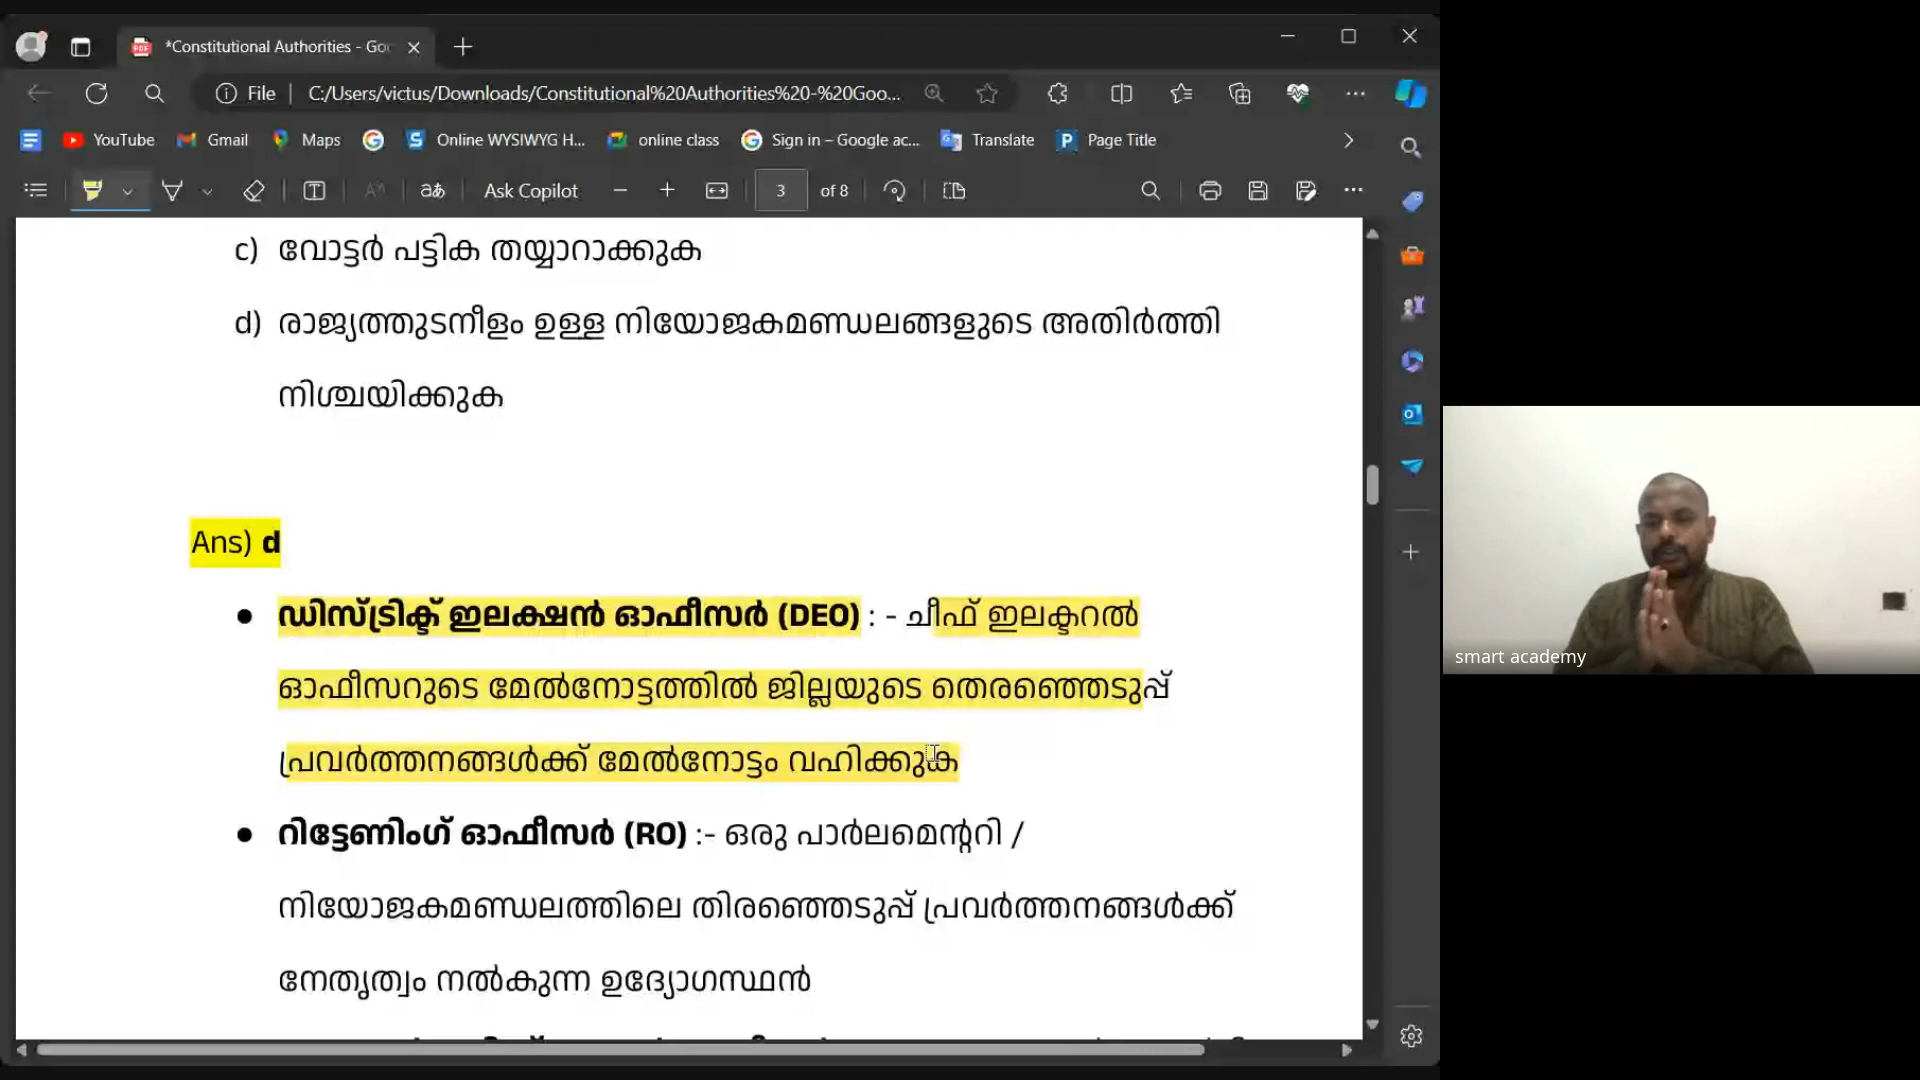 *Constitutional Authorities - Goo
File
C:/Users/victus/Downloads/Constitutional%20Authorities%20-%20Goo...
YouTube
Gmail
Maps
Online WYSIWYG H...
online class
Sign in – Google ac...
Translate
Page Title
Ask Copilot
3 of 8
c) വോട്ടർ പട്ടിക തയ്യാറാക്കുക
d) രാജ്യത്തുടനീളം ഉള്ള നിയോജകമണ്ഡലങ്ങളുടെ അതിർത്തി
നിശ്ചയിക്കുക
Ans) d
● ഡിസ്ട്രിക്ട് ഇലക്ഷൻ ഓഫീസർ (DEO) : - ചീഫ് ഇലക്ടറൽ
ഓഫീസറുടെ മേൽനോട്ടത്തിൽ ജില്ലയുടെ തെരഞ്ഞെടുപ്പ്
പ്രവർത്തനങ്ങൾക്ക് മേൽനോട്ടം വഹിക്കുക
● റിട്ടേണിംഗ് ഓഫീസർ (RO) :- ഒരു പാർലമെന്ററി /
നിയോജകമണ്ഡലത്തിലെ തിരഞ്ഞെടുപ്പ് പ്രവർത്തനങ്ങൾക്ക്
നേതൃത്വം നൽകുന്ന ഉദ്യോഗസ്ഥൻ
smart academy